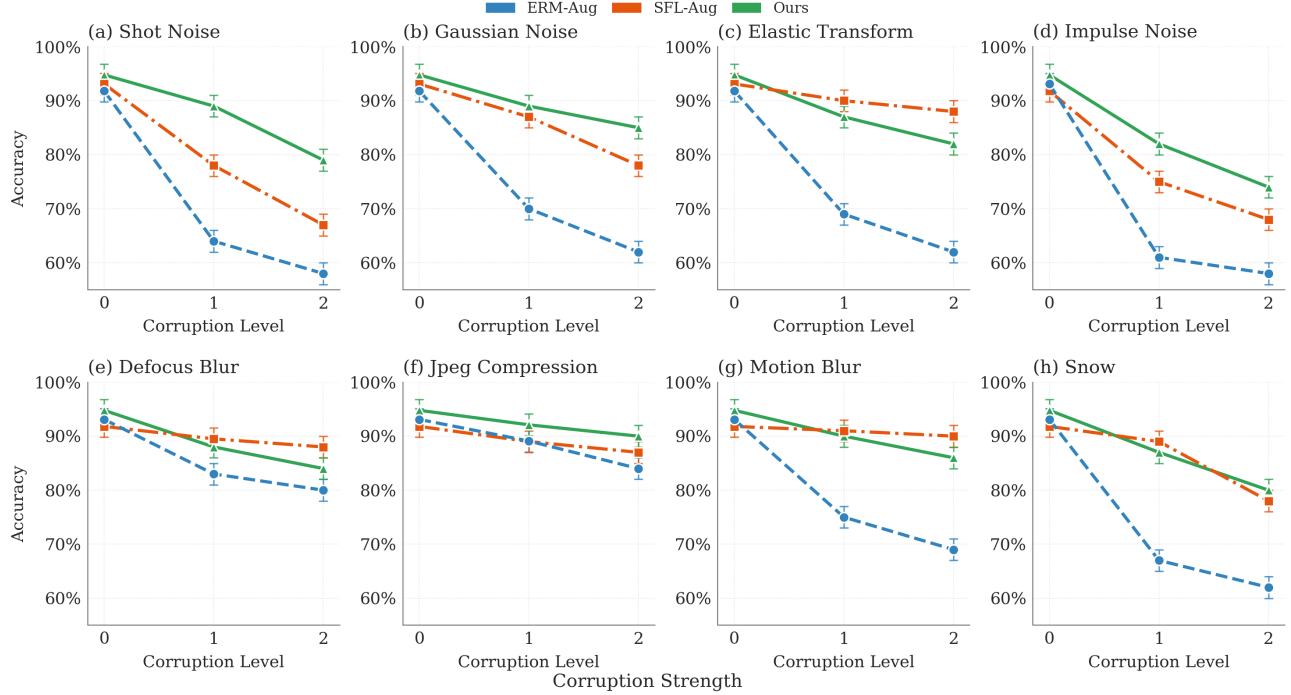 ERM-Aug SFL-Aug Ours
(a) Shot Noise (b) Gaussian Noise (c) Elastic Transform (d) Impulse Noise
100% 100% 100% 100%
90% 90% 90% 90%
80% 80% 80% 80%
70% 70% 70% 70%
60% 60% 60% 60%
Accuracy
0 1 2 0 1 2 0 1 2 0 1 2
Corruption Level Corruption Level Corruption Level Corruption Level
(e) Defocus Blur (f) Jpeg Compression (g) Motion Blur (h) Snow
100% 100% 100% 100%
90% 90% 90% 90%
80% 80% 80% 80%
70% 70% 70% 70%
60% 60% 60% 60%
Accuracy
0 1 2 0 1 2 0 1 2 0 1 2
Corruption Level Corruption Level Corruption Level Corruption Level
Corruption Strength